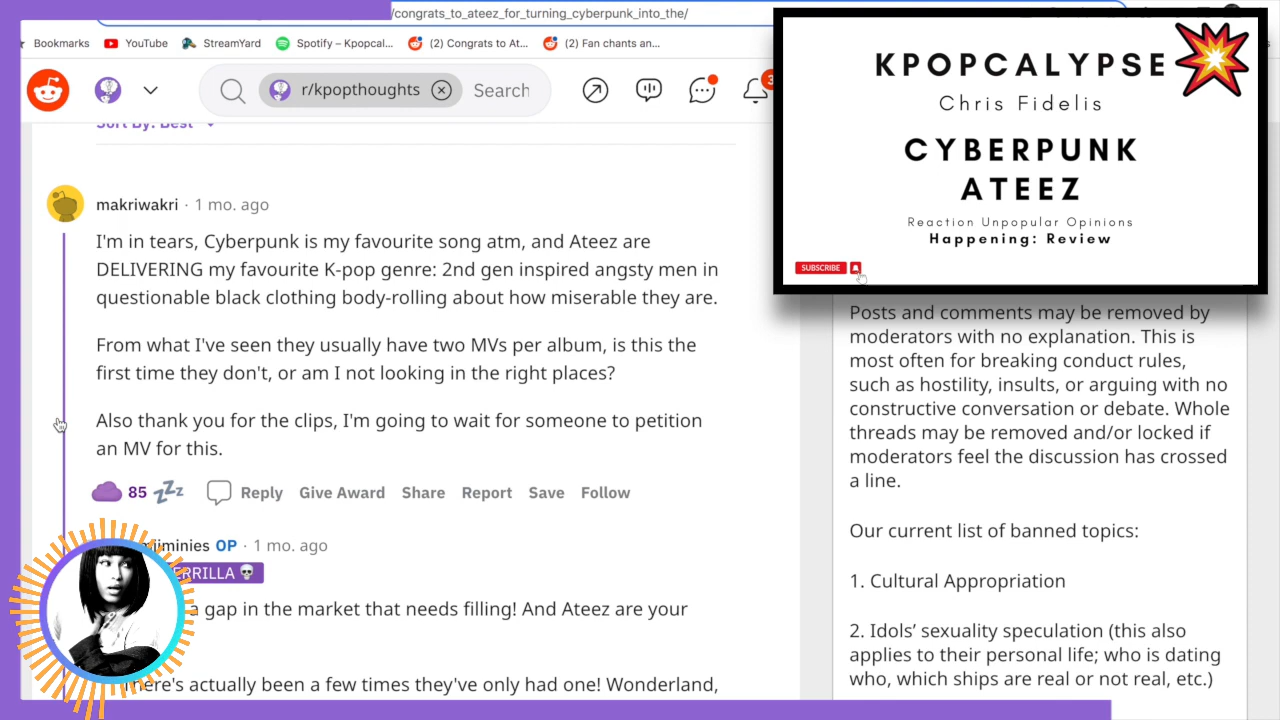 /congrats_to_ateez_for_turning_cyberpunk_into_the/
Bookmarks YouTube StreamYard Spotify – Kpopcal... (2) Congrats to At... (2) Fan chants an...
r/kpopthoughts Search
3
Sort By: Best
makriwakri · 1 mo. ago
I'm in tears, Cyberpunk is my favourite song atm, and Ateez are
DELIVERING my favourite K-pop genre: 2nd gen inspired angsty men in
questionable black clothing body-rolling about how miserable they are.
From what I've seen they usually have two MVs per album, is this the
first time they don't, or am I not looking in the right places?
Also thank you for the clips, I'm going to wait for someone to petition
an MV for this.
85 Reply Give Award Share Report Save Follow
OP · 1 mo. ago
a gap in the market that needs filling! And Ateez are your
actually been a few times they've only had one! Wonderland,
KPOPCALYPSE
Chris Fidelis
CYBERPUNK
ATEEZ
Reaction Unpopular Opinions
Happening: Review
SUBSCRIBE
Posts and comments may be removed by
moderators with no explanation. This is
most often for breaking conduct rules,
such as hostility, insults, or arguing with no
constructive conversation or debate. Whole
threads may be removed and/or locked if
moderators feel the discussion has crossed
a line.
Our current list of banned topics:
1. Cultural Appropriation
2. Idols’ sexuality speculation (this also
applies to their personal life; who is dating
who, which ships are real or not real, etc.)